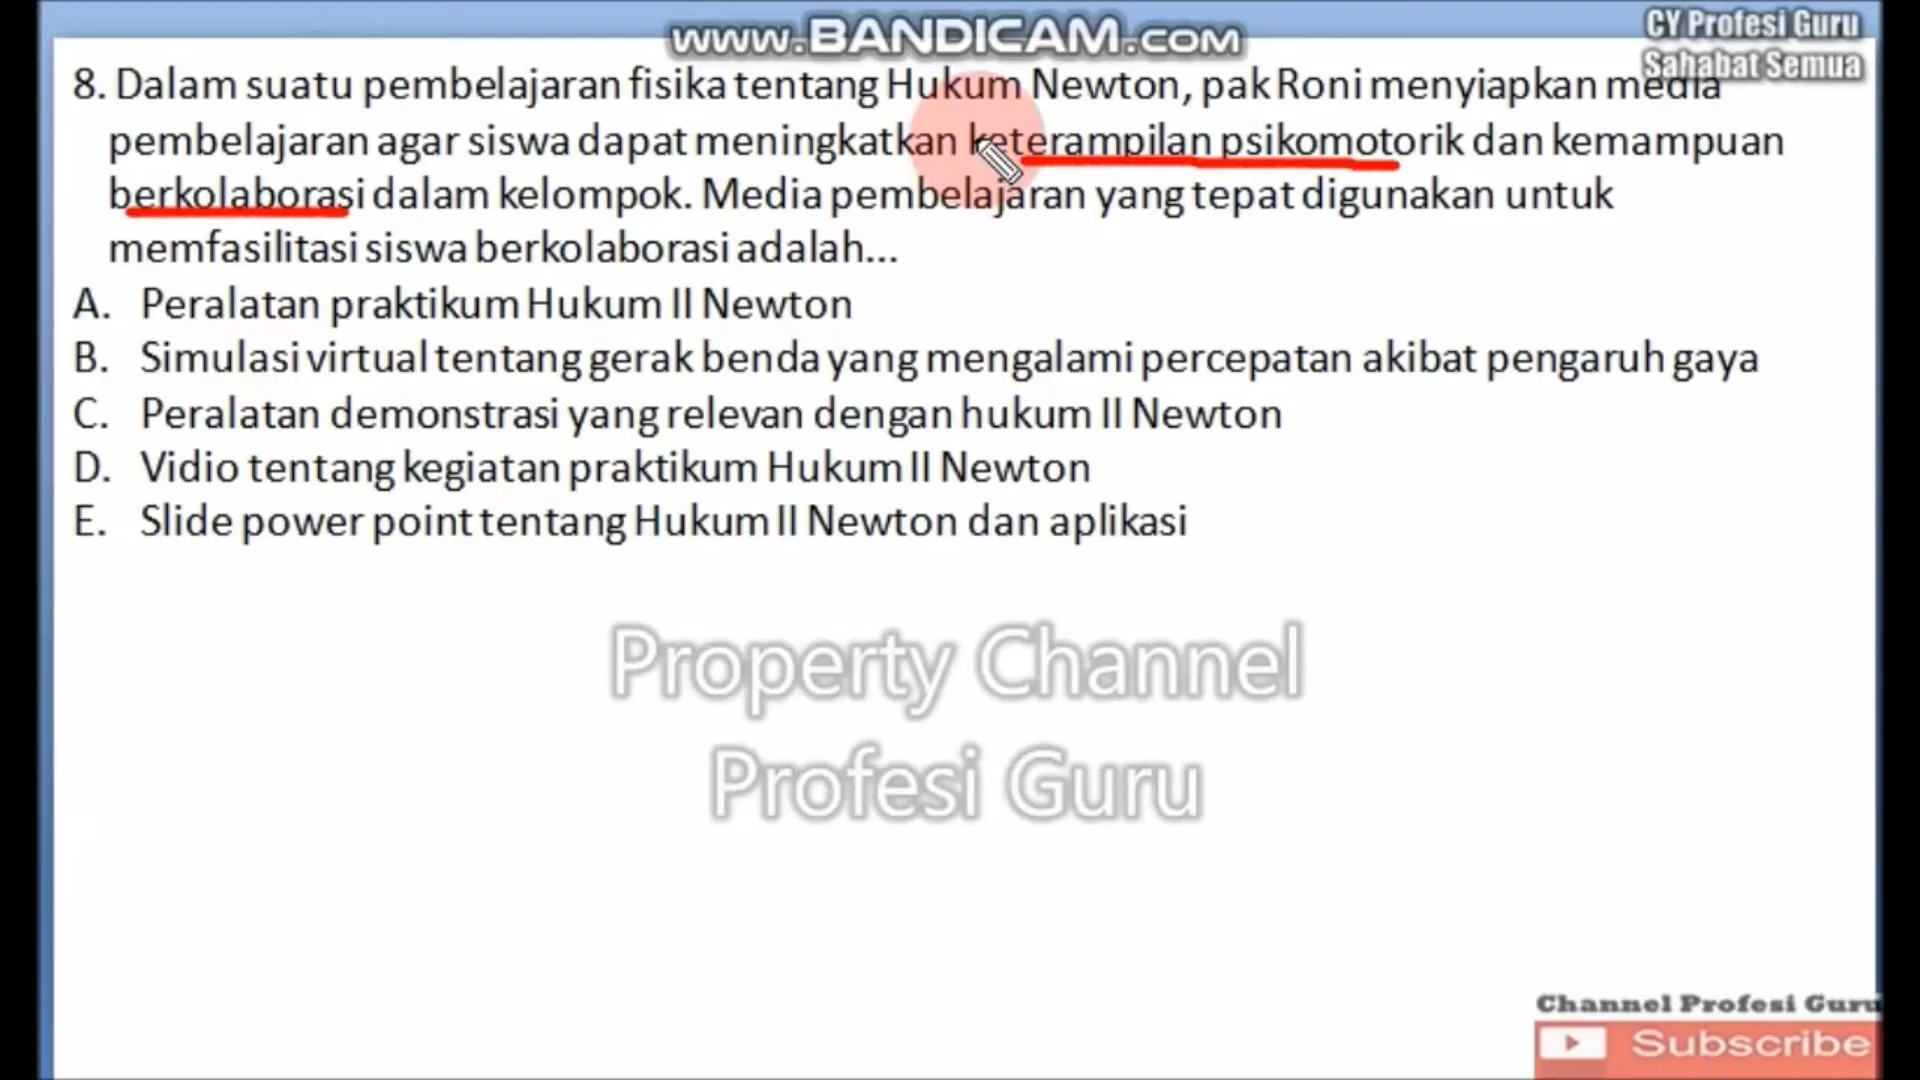 www.BANDICAM.com
CY Profesi Guru
Sahabat Semua
8. Dalam suatu pembelajaran fisika tentang Hukum Newton, pak Roni menyiapkan media
pembelajaran agar siswa dapat meningkatkan keterampilan psikomotorik dan kemampuan
berkolaborasi dalam kelompok. Media pembelajaran yang tepat digunakan untuk
memfasilitasi siswa berkolaborasi adalah...
A. Peralatan praktikum Hukum II Newton
B. Simulasi virtual tentang gerak benda yang mengalami percepatan akibat pengaruh gaya
C. Peralatan demonstrasi yang relevan dengan hukum II Newton
D. Vidio tentang kegiatan praktikum Hukum II Newton
E. Slide power point tentang Hukum II Newton dan aplikasi
Property Channel
Profesi Guru
Channel Profesi Guru
Subscribe